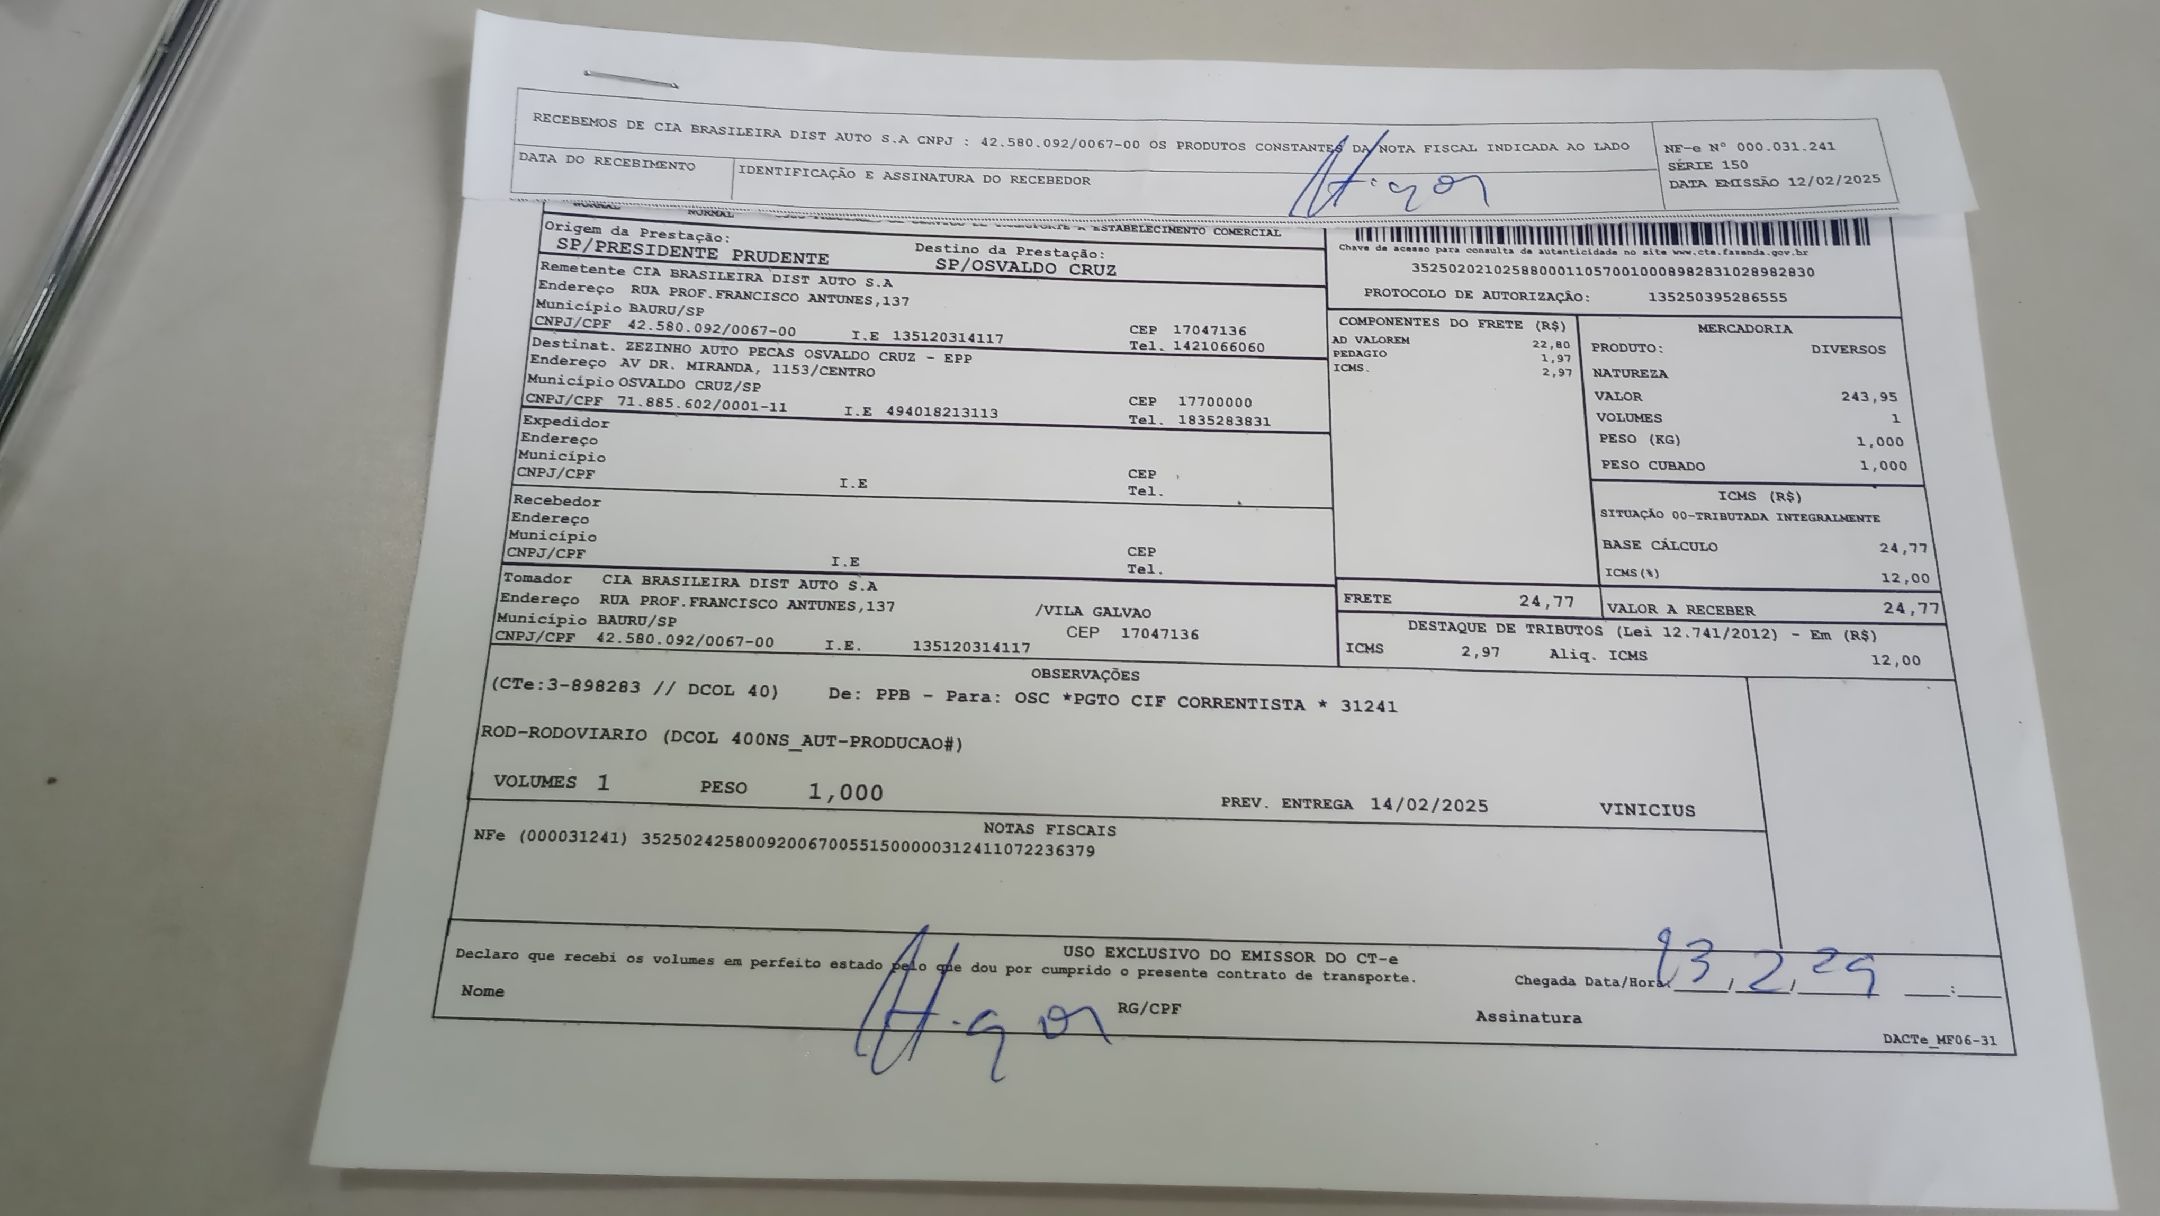 RECEBEMOS DE CIA BRASILEIRA DIST AUTO S.A CNPJ : 42.580.092/0067-00 OS PRODUTOS CONSTANTES DA NOTA FISCAL INDICADA AO LADO
NF-e Nº 000.031.241
SÉRIE 150
DATA EMISSÃO 12/02/2025
DATA DO RECEBIMENTO
IDENTIFICAÇÃO E ASSINATURA DO RECEBEDOR
NORMAL NORMAL ESTABELECIMENTO COMERCIAL
Origem da Prestação: Destino da Prestação:
SP/PRESIDENTE PRUDENTE SP/OSVALDO CRUZ
Chave de acesso para consulta de autenticidade no site www.cte.fazenda.gov.br
35250202102588000110570010008982831028982830
PROTOCOLO DE AUTORIZAÇÃO: 135250395286555
Remetente CIA BRASILEIRA DIST AUTO S.A
Endereço RUA PROF.FRANCISCO ANTUNES,137
Município BAURU/SP CEP 17047136
CNPJ/CPF 42.580.092/0067-00 I.E 135120314117 Tel. 1421066060
Destinat. ZEZINHO AUTO PECAS OSVALDO CRUZ - EPP
Endereço AV DR. MIRANDA, 1153/CENTRO
Município OSVALDO CRUZ/SP CEP 17700000
CNPJ/CPF 71.885.602/0001-11 I.E 494018213113 Tel. 1835283831
Expedidor
Endereço
Município CEP
CNPJ/CPF I.E Tel.
Recebedor
Endereço
Município CEP
CNPJ/CPF I.E Tel.
Tomador CIA BRASILEIRA DIST AUTO S.A
Endereço RUA PROF.FRANCISCO ANTUNES,137 /VILA GALVAO
Município BAURU/SP CEP 17047136
CNPJ/CPF 42.580.092/0067-00 I.E. 135120314117
COMPONENTES DO FRETE (R$)
AD VALOREM 22,80
PEDAGIO 1,97
ICMS. 2,97
MERCADORIA
PRODUTO: DIVERSOS
NATUREZA
VALOR 243,95
VOLUMES 1
PESO (KG) 1,000
PESO CUBADO 1,000
ICMS (R$)
SITUAÇÃO 00-TRIBUTADA INTEGRALMENTE
BASE CÁLCULO 24,77
ICMS(%) 12,00
FRETE 24,77 VALOR A RECEBER 24,77
DESTAQUE DE TRIBUTOS (Lei 12.741/2012) - Em (R$)
ICMS 2,97 Aliq. ICMS 12,00
OBSERVAÇÕES
(CTe:3-898283 // DCOL 40) De: PPB - Para: OSC *PGTO CIF CORRENTISTA * 31241
ROD-RODOVIARIO (DCOL 400NS_AUT-PRODUCAO#)
VOLUMES 1 PESO 1,000 PREV. ENTREGA 14/02/2025 VINICIUS
NOTAS FISCAIS
NFe (000031241) 35250242580092006700551500000312411072236379
USO EXCLUSIVO DO EMISSOR DO CT-e
Declaro que recebi os volumes em perfeito estado pelo que dou por cumprido o presente contrato de transporte.
Chegada Data/Hora: / / :
Nome RG/CPF Assinatura
DACTe_MF06-31